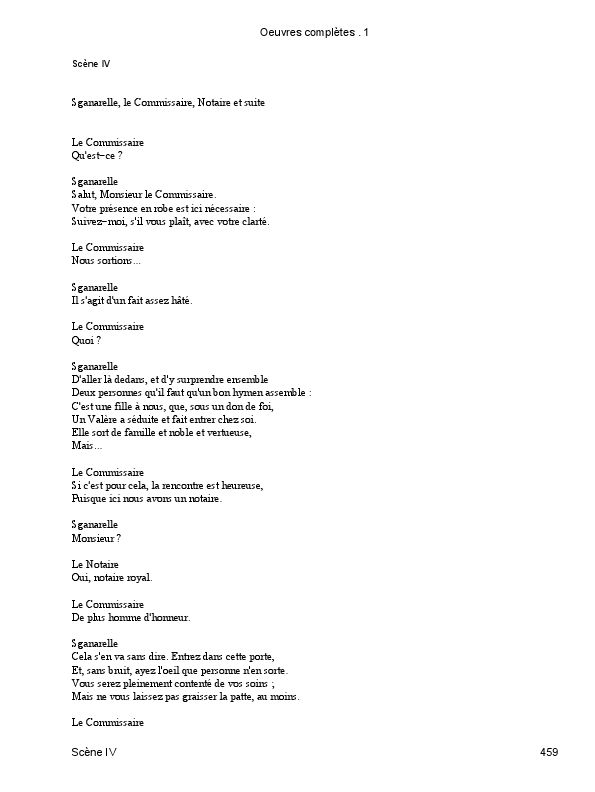 Oeuvres complètes . 1
Scène IV
Sganarelle, le Commissaire, Notaire et suite
Le Commissaire
Qu'est−ce ?
Sganarelle
Salut, Monsieur le Commissaire.
Votre présence en robe est ici nécessaire :
Suivez−moi, s'il vous plaît, avec votre clarté.
Le Commissaire
Nous sortions...
Sganarelle
Il s'agit d'un fait assez hâté.
Le Commissaire
Quoi ?
Sganarelle
D'aller là dedans, et d'y surprendre ensemble
Deux personnes qu'il faut qu'un bon hymen assemble :
C'est une fille à nous, que, sous un don de foi,
Un Valère a séduite et fait entrer chez soi.
Elle sort de famille et noble et vertueuse,
Mais...
Le Commissaire
Si c'est pour cela, la rencontre est heureuse,
Puisque ici nous avons un notaire.
Sganarelle
Monsieur ?
Le Notaire
Oui, notaire royal.
Le Commissaire
De plus homme d'honneur.
Sganarelle
Cela s'en va sans dire. Entrez dans cette porte,
Et, sans bruit, ayez l'oeil que personne n'en sorte.
Vous serez pleinement contenté de vos soins ;
Mais ne vous laissez pas graisser la patte, au moins.
Le Commissaire
Scène IV 459